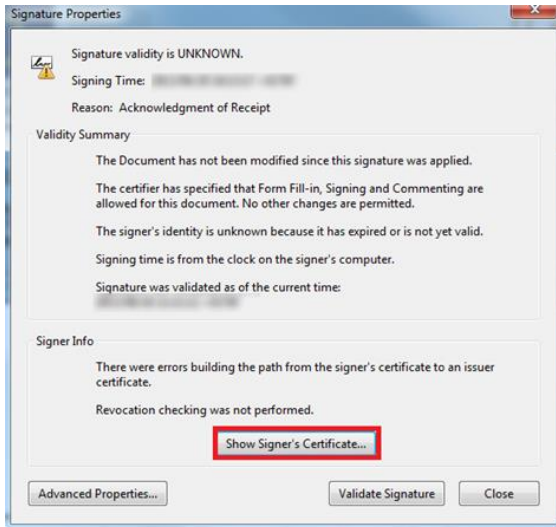 Signature Properties
Signature validity is UNKNOWN.
Signing Time:
Reason: Acknowledgment of Receipt
Validity Summary
The Document has not been modified since this signature was applied.
The certifier has specified that Form Fill-in, Signing and Commenting are
allowed for this document. No other changes are permitted.
The signer's identity is unknown because it has expired or is not yet valid.
Signing time is from the clock on the signer's computer.
Signature was validated as of the current time:
Signer Info
There were errors building the path from the signer's certificate to an issuer
certificate.
Revocation checking was not performed.
Show Signer's Certificate...
Advanced Properties...
Validate Signature
Close